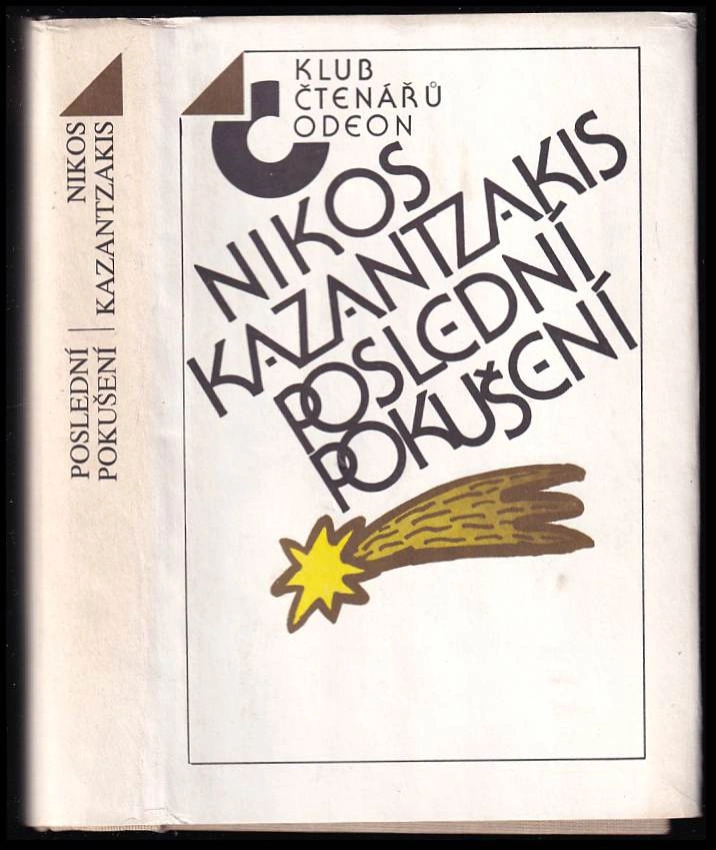 NIKOS
KAZANTZAKIS
POSLEDNÍ
POKUŠENÍ
KLUB
ČTENÁŘŮ
ODEON
NIKOS
KAZANTZAKIS
POSLEDNÍ
POKUŠENÍ